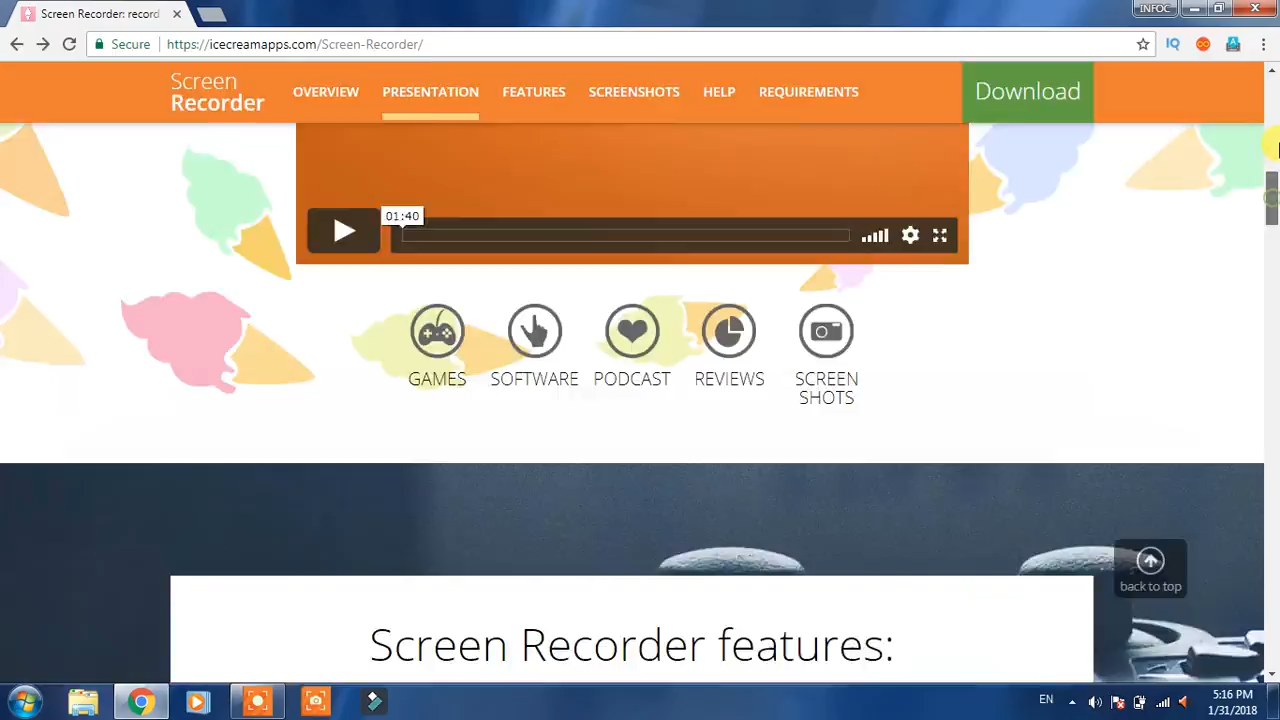 Screen Recorder: record
INFOC
Secure
https://icecreamapps.com/Screen-Recorder/
Screen
Recorder
OVERVIEW
PRESENTATION
FEATURES
SCREENSHOTS
HELP
REQUIREMENTS
Download
01:40
GAMES
SOFTWARE
PODCAST
REVIEWS
SCREEN
SHOTS
back to top
Screen Recorder features:
EN
5:16 PM
1/31/2018